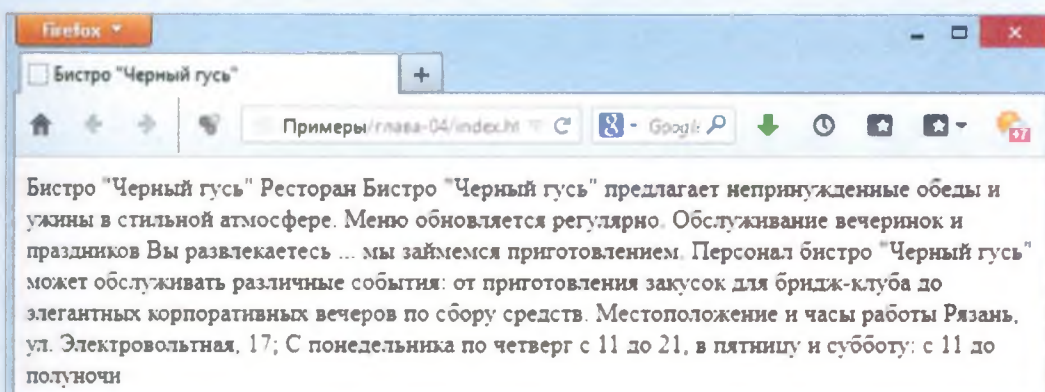 Firefox
Бистро "Черный гусь"
Примеры/глава-04/index.ht
Google
+7
Бистро "Черный гусь" Ресторан Бистро "Черный гусь" предлагает непринужденные обеды и
ужины в стильной атмосфере. Меню обновляется регулярно. Обслуживание вечеринок и
праздников Вы развлекаетесь ... мы займемся приготовлением. Персонал бистро "Черный гусь"
может обслуживать различные события: от приготовления закусок для бридж-клуба до
элегантных корпоративных вечеров по сбору средств. Местоположение и часы работы Рязань,
ул. Электровольтная, 17; С понедельника по четверг с 11 до 21, в пятницу и субботу: с 11 до
полуночи